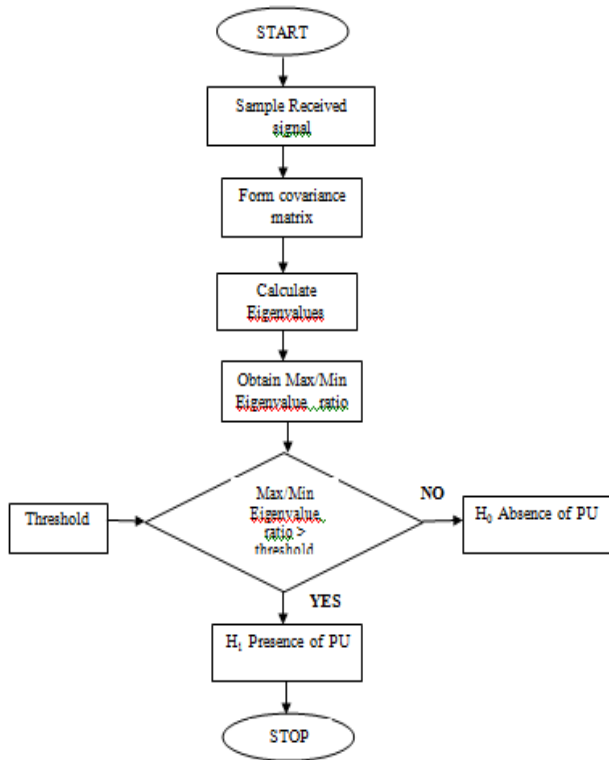 START
Sample Received
signal
Form covariance
matrix
Calculate
Eigenvalues
Obtain Max/Min
Eigenvalue ratio
Max/Min
Eigenvalue
ratio >
threshold
Threshold
NO
H₀ Absence of PU
YES
H₁ Presence of PU
STOP